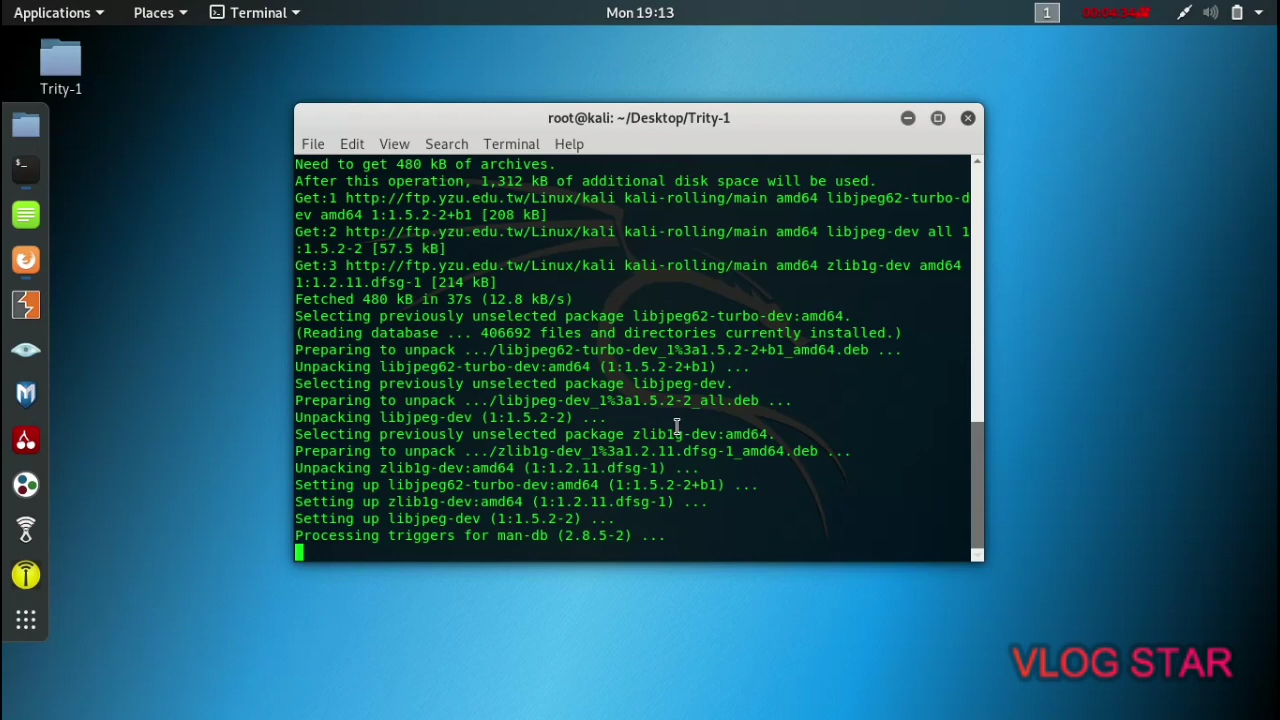 Applications Places Terminal Mon 19:13 1 00:04:34
Trity-1
root@kali: ~/Desktop/Trity-1
File Edit View Search Terminal Help
Need to get 480 kB of archives.
After this operation, 1,312 kB of additional disk space will be used.
Get:1 http://ftp.yzu.edu.tw/Linux/kali kali-rolling/main amd64 libjpeg62-turbo-d
ev amd64 1:1.5.2-2+b1 [208 kB]
Get:2 http://ftp.yzu.edu.tw/Linux/kali kali-rolling/main amd64 libjpeg-dev all 1
:1.5.2-2 [57.5 kB]
Get:3 http://ftp.yzu.edu.tw/Linux/kali kali-rolling/main amd64 zlib1g-dev amd64
1:1.2.11.dfsg-1 [214 kB]
Fetched 480 kB in 37s (12.8 kB/s)
Selecting previously unselected package libjpeg62-turbo-dev:amd64.
(Reading database ... 406692 files and directories currently installed.)
Preparing to unpack .../libjpeg62-turbo-dev_1%3a1.5.2-2+b1_amd64.deb ...
Unpacking libjpeg62-turbo-dev:amd64 (1:1.5.2-2+b1) ...
Selecting previously unselected package libjpeg-dev.
Preparing to unpack .../libjpeg-dev_1%3a1.5.2-2_all.deb ...
Unpacking libjpeg-dev (1:1.5.2-2) ...
Selecting previously unselected package zlib1g-dev:amd64.
Preparing to unpack .../zlib1g-dev_1%3a1.2.11.dfsg-1_amd64.deb ...
Unpacking zlib1g-dev:amd64 (1:1.2.11.dfsg-1) ...
Setting up libjpeg62-turbo-dev:amd64 (1:1.5.2-2+b1) ...
Setting up zlib1g-dev:amd64 (1:1.2.11.dfsg-1) ...
Setting up libjpeg-dev (1:1.5.2-2) ...
Processing triggers for man-db (2.8.5-2) ...
VLOG STAR